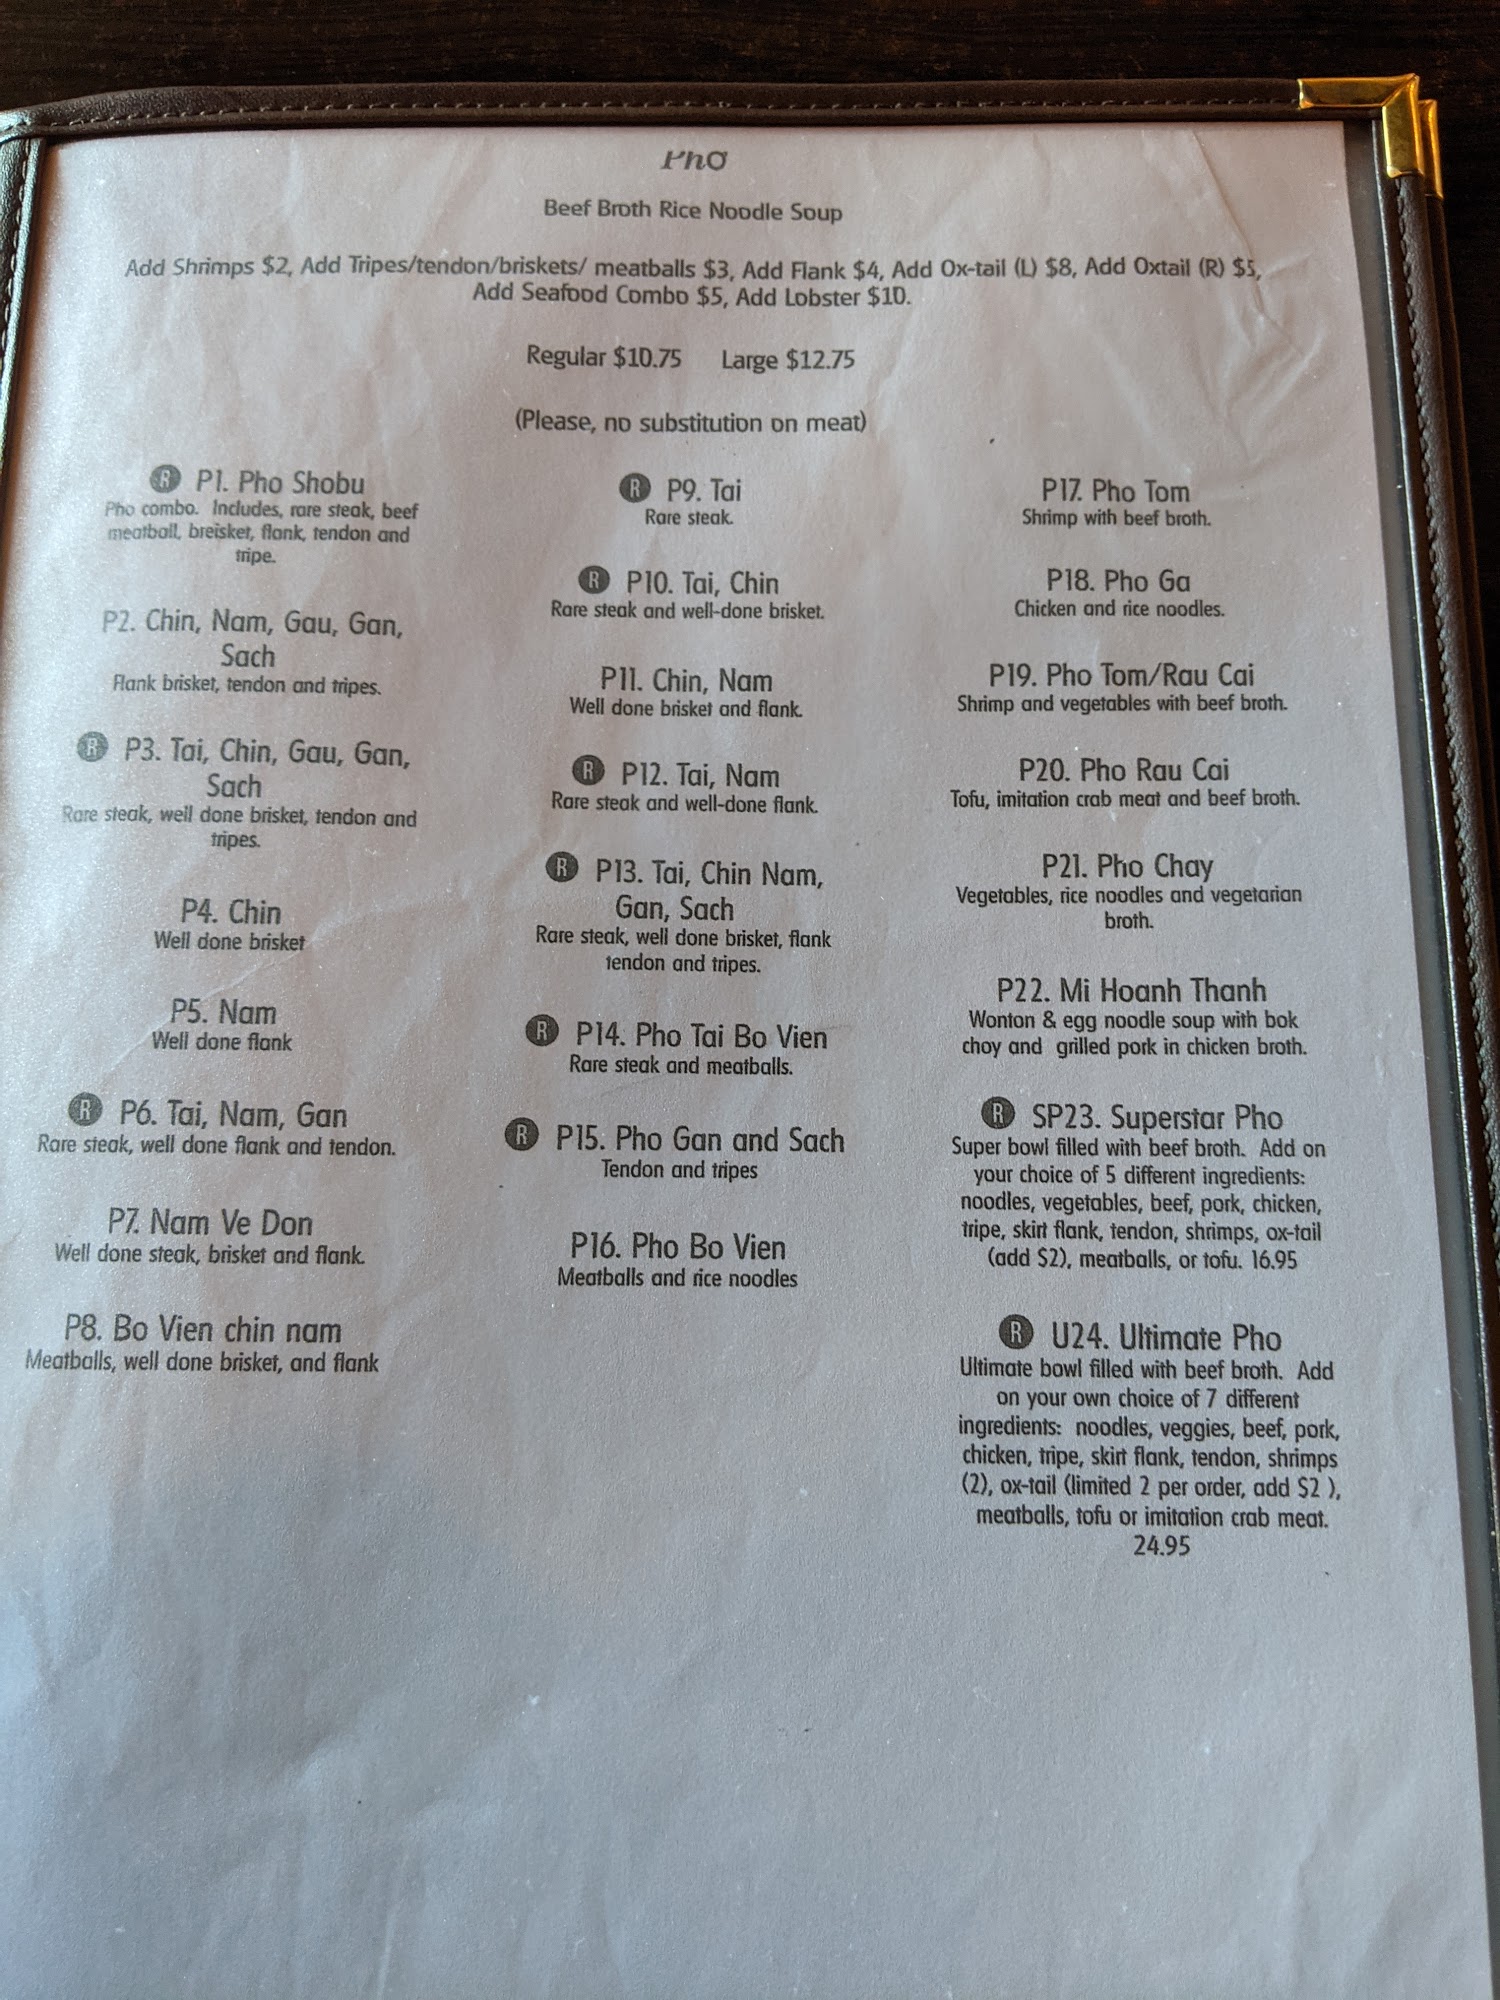 Pho
Beef Broth Rice Noodle Soup
Add Shrimps $2, Add Tripes/tendon/briskets/ meatballs $3, Add Flank $4, Add Ox-tail (L) $8, Add Oxtail (R) $5,
Add Seafood Combo $5, Add Lobster $10.
Regular $10.75 Large $12.75
(Please, no substitution on meat)
R P1. Pho Shobu
Pho combo. Includes, rare steak, beef
meatball, breisket, flank, tendon and
tripe.
P2. Chin, Nam, Gau, Gan,
Sach
Flank brisket, tendon and tripes.
R P3. Tai, Chin, Gau, Gan,
Sach
Rare steak, well done brisket, tendon and
tripes.
P4. Chin
Well done brisket
P5. Nam
Well done flank
R P6. Tai, Nam, Gan
Rare steak, well done flank and tendon.
P7. Nam Ve Don
Well done steak, brisket and flank.
P8. Bo Vien chin nam
Meatballs, well done brisket, and flank
R P9. Tai
Rare steak.
R P10. Tai, Chin
Rare steak and well-done brisket.
P11. Chin, Nam
Well done brisket and flank.
R P12. Tai, Nam
Rare steak and well-done flank.
R P13. Tai, Chin Nam,
Gan, Sach
Rare steak, well done brisket, flank
tendon and tripes.
R P14. Pho Tai Bo Vien
Rare steak and meatballs.
R P15. Pho Gan and Sach
Tendon and tripes
P16. Pho Bo Vien
Meatballs and rice noodles
P17. Pho Tom
Shrimp with beef broth.
P18. Pho Ga
Chicken and rice noodles.
P19. Pho Tom/Rau Cai
Shrimp and vegetables with beef broth.
P20. Pho Rau Cai
Tofu, imitation crab meat and beef broth.
P21. Pho Chay
Vegetables, rice noodles and vegetarian
broth.
P22. Mi Hoanh Thanh
Wonton & egg noodle soup with bok
choy and grilled pork in chicken broth.
R SP23. Superstar Pho
Super bowl filled with beef broth. Add on
your choice of 5 different ingredients:
noodles, vegetables, beef, pork, chicken,
tripe, skirt flank, tendon, shrimps, ox-tail
(add $2), meatballs, or tofu. 16.95
R U24. Ultimate Pho
Ultimate bowl filled with beef broth. Add
on your own choice of 7 different
ingredients: noodles, veggies, beef, pork,
chicken, tripe, skirt flank, tendon, shrimps
(2), ox-tail (limited 2 per order, add $2 ),
meatballs, tofu or imitation crab meat.
24.95